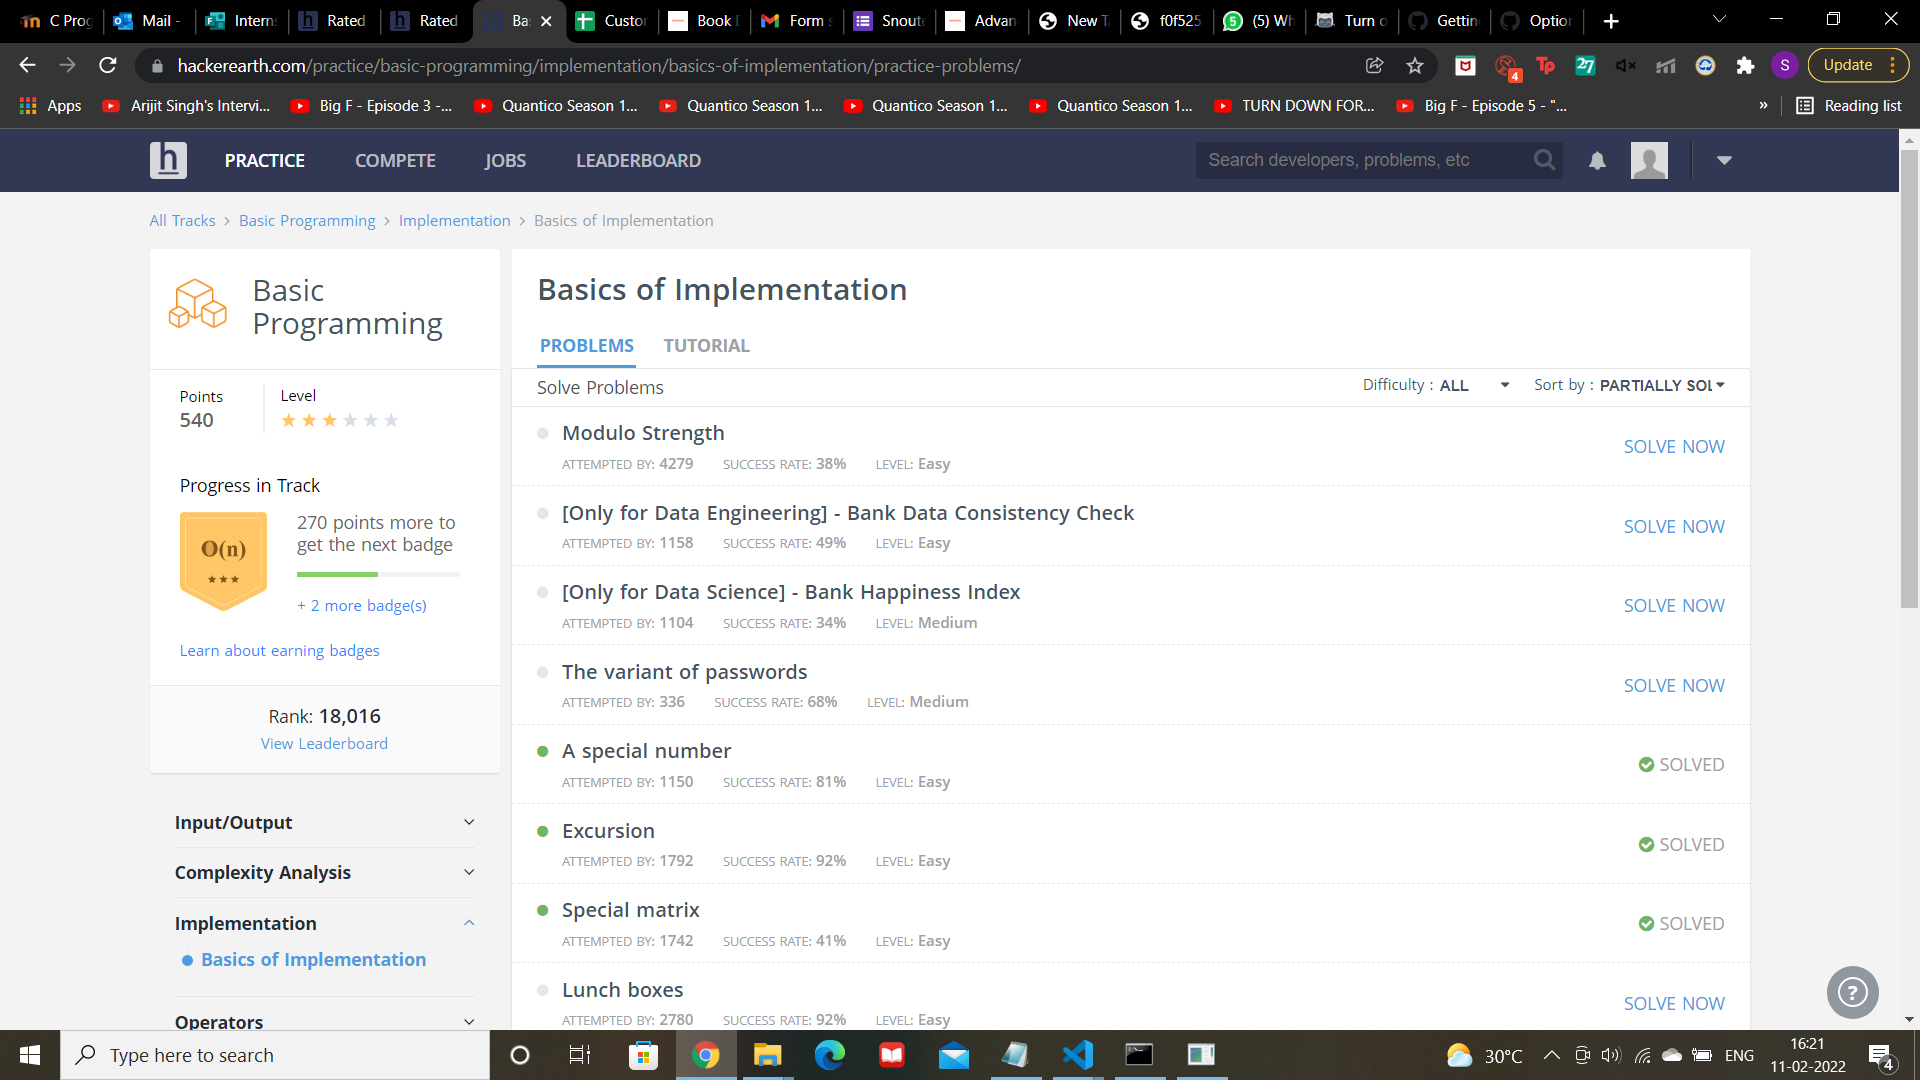 C Prog
Mail -
Intern
Rated
Rated
Ba
Custor
Book
Form s
Snout
Advan
New T
f0f525
(5) Wh
Turn o
Gettin
Option
hackerearth.com/practice/basic-programming/implementation/basics-of-implementation/practice-problems/
4
Tp
27
S
Update
Apps
Arijit Singh's Intervi...
Big F - Episode 3 -...
Quantico Season 1...
Quantico Season 1...
Quantico Season 1...
Quantico Season 1...
TURN DOWN FOR...
Big F - Episode 5 - "...
»
Reading list
h
PRACTICE
COMPETE
JOBS
LEADERBOARD
Search developers, problems, etc
All Tracks > Basic Programming > Implementation > Basics of Implementation
Basic
Programming
Points
540
Level
Progress in Track
O(n)
270 points more to
get the next badge
+ 2 more badge(s)
Learn about earning badges
Rank: 18,016
View Leaderboard
Input/Output
Complexity Analysis
Implementation
Basics of Implementation
Operators
Basics of Implementation
PROBLEMS
TUTORIAL
Solve Problems
Difficulty : ALL
Sort by : PARTIALLY SOL
Modulo Strength
SOLVE NOW
ATTEMPTED BY: 4279 SUCCESS RATE: 38% LEVEL: Easy
[Only for Data Engineering] - Bank Data Consistency Check
SOLVE NOW
ATTEMPTED BY: 1158 SUCCESS RATE: 49% LEVEL: Easy
[Only for Data Science] - Bank Happiness Index
SOLVE NOW
ATTEMPTED BY: 1104 SUCCESS RATE: 34% LEVEL: Medium
The variant of passwords
SOLVE NOW
ATTEMPTED BY: 336 SUCCESS RATE: 68% LEVEL: Medium
A special number
SOLVED
ATTEMPTED BY: 1150 SUCCESS RATE: 81% LEVEL: Easy
Excursion
SOLVED
ATTEMPTED BY: 1792 SUCCESS RATE: 92% LEVEL: Easy
Special matrix
SOLVED
ATTEMPTED BY: 1742 SUCCESS RATE: 41% LEVEL: Easy
Lunch boxes
SOLVE NOW
ATTEMPTED BY: 2780 SUCCESS RATE: 92% LEVEL: Easy
?
Type here to search
30°C
ENG
16:21
11-02-2022
4